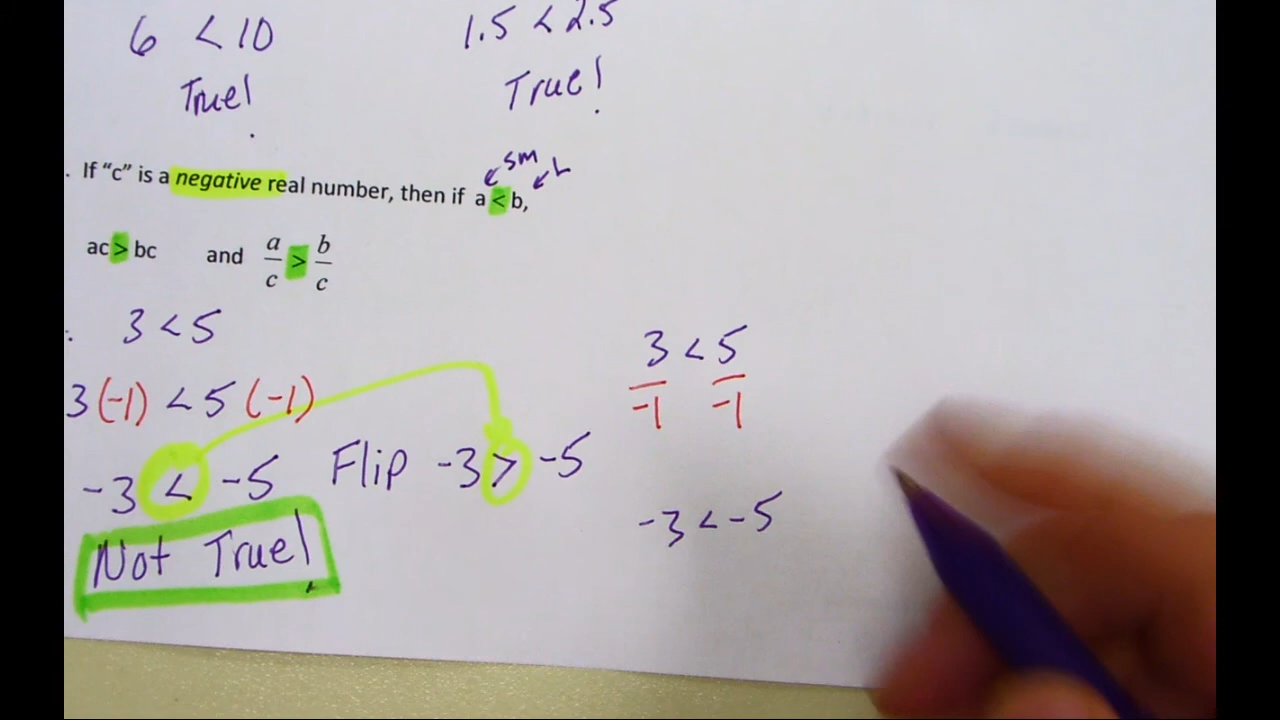 6 < 10
1.5 < 2.5
True!
True!
. If “c” is a negative real number, then if a < b,
sm
L
ac > bc and a/c > b/c
: 3 < 5
3 < 5
3 (-1) < 5 (-1)
-1 -1
-3 < -5 Flip -3 > -5
-3 < -5
Not True!